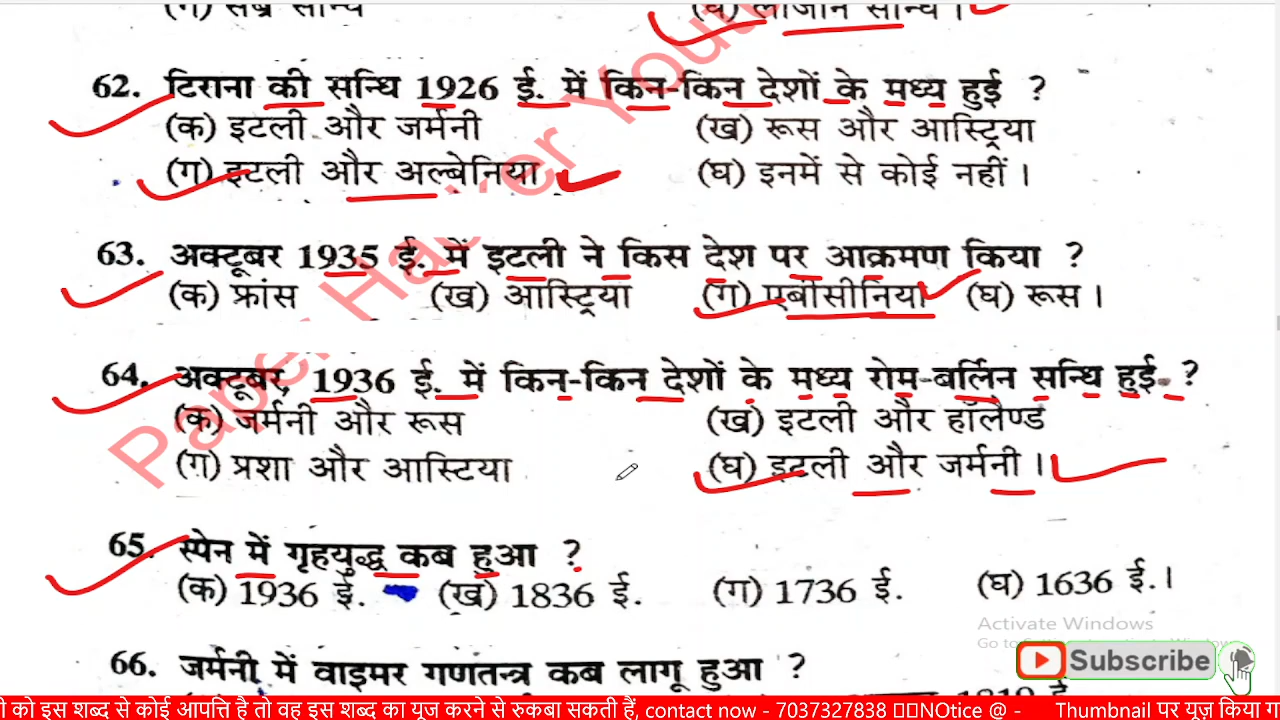 (घ) लोजान सन्धि ।
62. टिराना की सन्धि 1926 ई. में किन-किन देशों के मध्य हुई ?
(क) इटली और जर्मनी (ख) रूस और आस्ट्रिया
(ग) इटली और अल्बेनिया (घ) इनमें से कोई नहीं ।
63. अक्टूबर 1935 ई. में इटली ने किस देश पर आक्रमण किया ?
(क) फ्रांस (ख) आस्ट्रिया (ग) एबीसीनिया (घ) रूस ।
64. अक्टूबर, 1936 ई. में किन-किन देशों के मध्य रोम-बर्लिन सन्धि हुई ?
(क) जर्मनी और रूस (ख) इटली और हॉलैण्ड
(ग) प्रशा और आस्टिया (घ) इटली और जर्मनी ।
65. स्पेन में गृहयुद्ध कब हुआ ?
(क) 1936 ई. (ख) 1836 ई. (ग) 1736 ई. (घ) 1636 ई. ।
66. जर्मनी में वाइमर गणतन्त्र कब लागू हुआ ?
Activate Windows
Subscribe
को इस शब्द से कोई आपत्ति है तो वह इस शब्द का यूज करने से रुकबा सकती हैं, contact now - 7037327838 NOtice @ - Thumbnail पर यूज़ किया